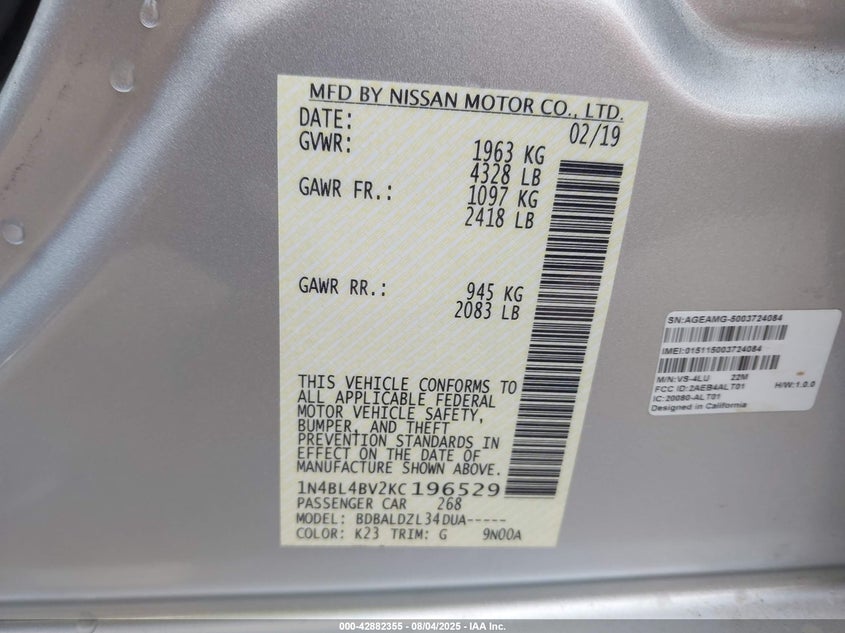 MFD BY NISSAN MOTOR CO., LTD.
DATE: 02/19
GVWR: 1963 KG
4328 LB
GAWR FR.: 1097 KG
2418 LB
GAWR RR.: 945 KG
2083 LB
THIS VEHICLE CONFORMS TO
ALL APPLICABLE FEDERAL
MOTOR VEHICLE SAFETY,
BUMPER, AND THEFT
PREVENTION STANDARDS IN
EFFECT ON THE DATE OF
MANUFACTURE SHOWN ABOVE.
1N4BL4BV2KC196529
PASSENGER CAR 268
MODEL: BDBALDZL34DUA-----
COLOR: K23 TRIM: G 9N00A
SN:AGEAMG-5003724084
IMEI:015115003724084
M/N:VS-4LU 22M
FCC ID:2AEB4ALT01 H/W:1.0.0
IC:20080-ALT01
Designed in California
000-42882355 - 08/04/2025 - IAA Inc.